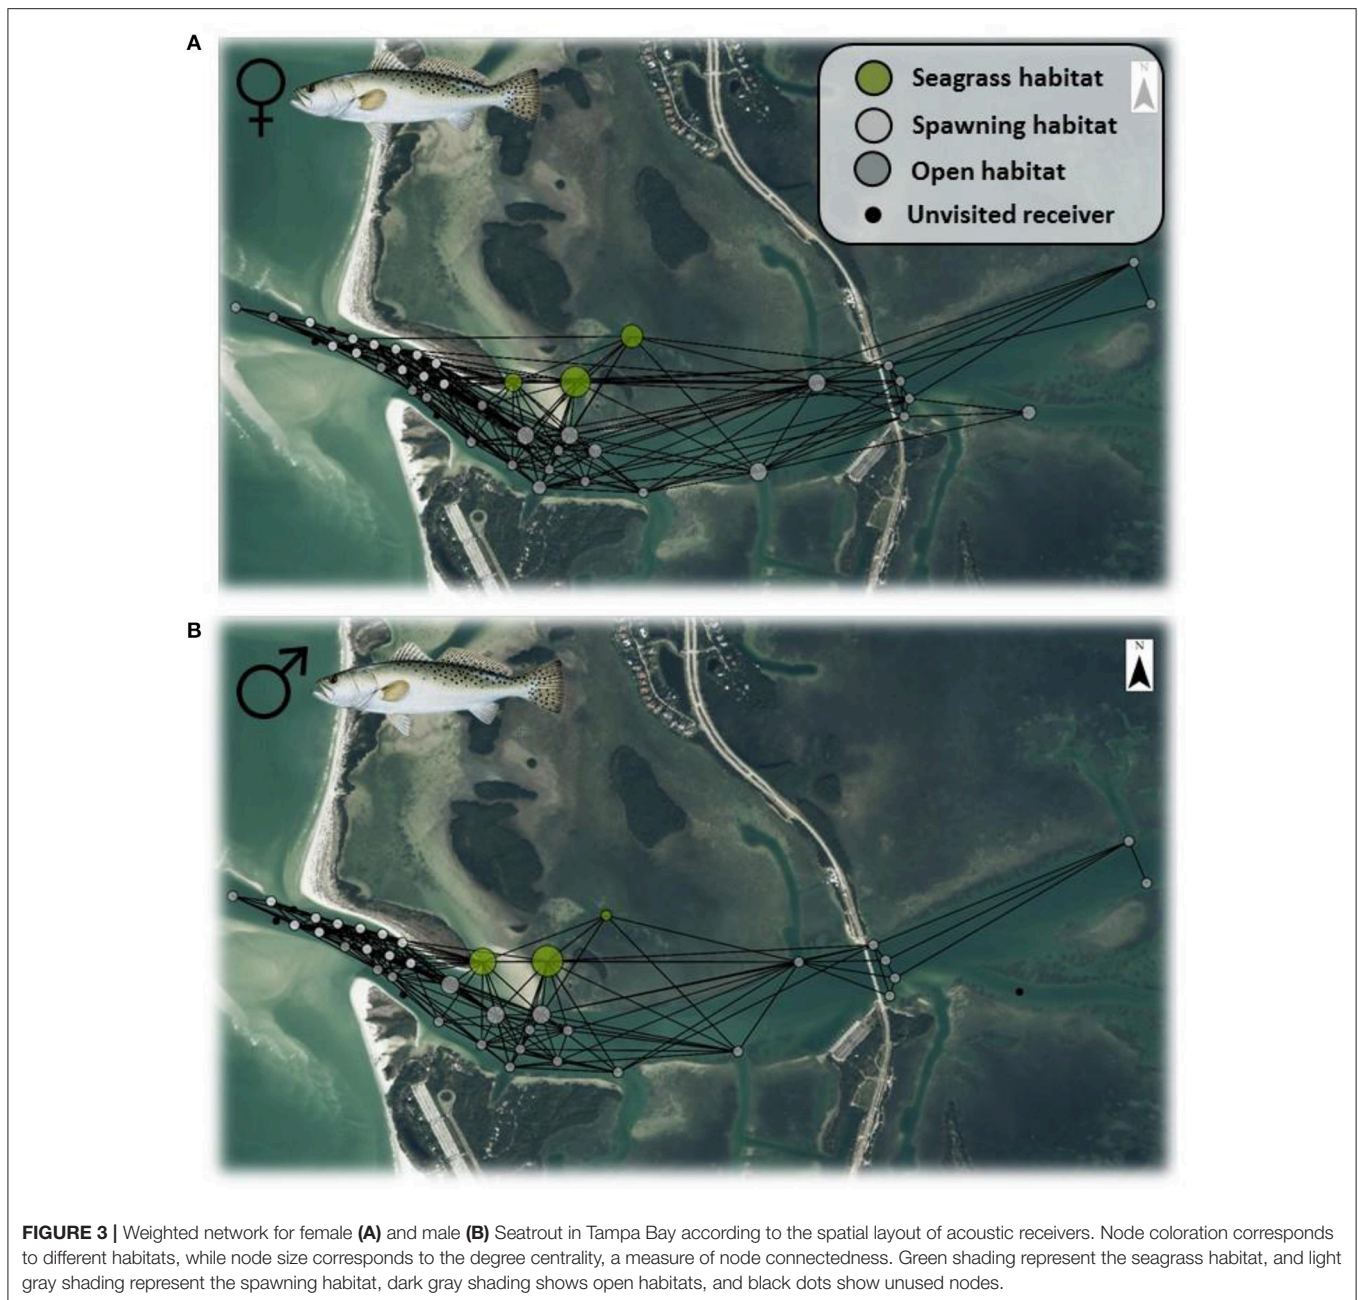 A
Seagrass habitat
N
Spawning habitat
Open habitat
Unvisited receiver
B
N
FIGURE 3 | Weighted network for female (A) and male (B) Seatrout in Tampa Bay according to the spatial layout of acoustic receivers. Node coloration corresponds
to different habitats, while node size corresponds to the degree centrality, a measure of node connectedness. Green shading represent the seagrass habitat, and light
gray shading represent the spawning habitat, dark gray shading shows open habitats, and black dots show unused nodes.